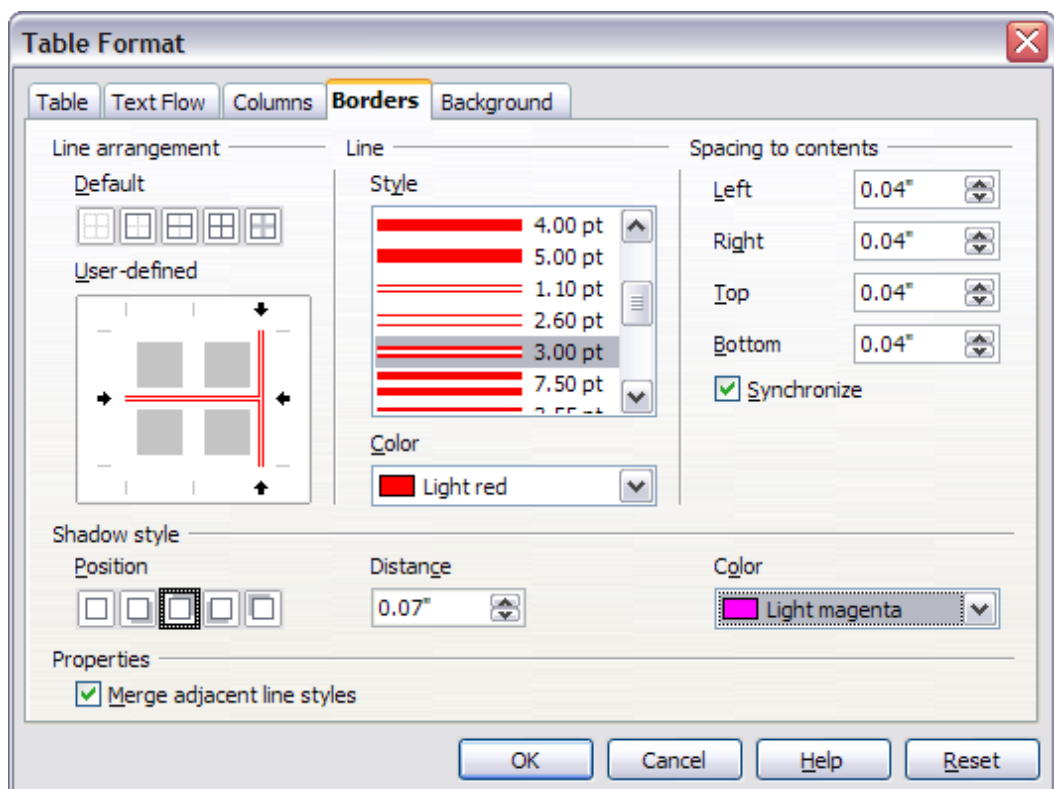 Table Format
Table Text Flow Columns Borders Background
Line arrangement
Default
User-defined
Line
Style
4.00 pt
5.00 pt
1.10 pt
2.60 pt
3.00 pt
7.50 pt
Color
Light red
Spacing to contents
Left 0.04"
Right 0.04"
Top 0.04"
Bottom 0.04"
Synchronize
Shadow style
Position
Distance
0.07"
Color
Light magenta
Properties
Merge adjacent line styles
OK Cancel Help Reset